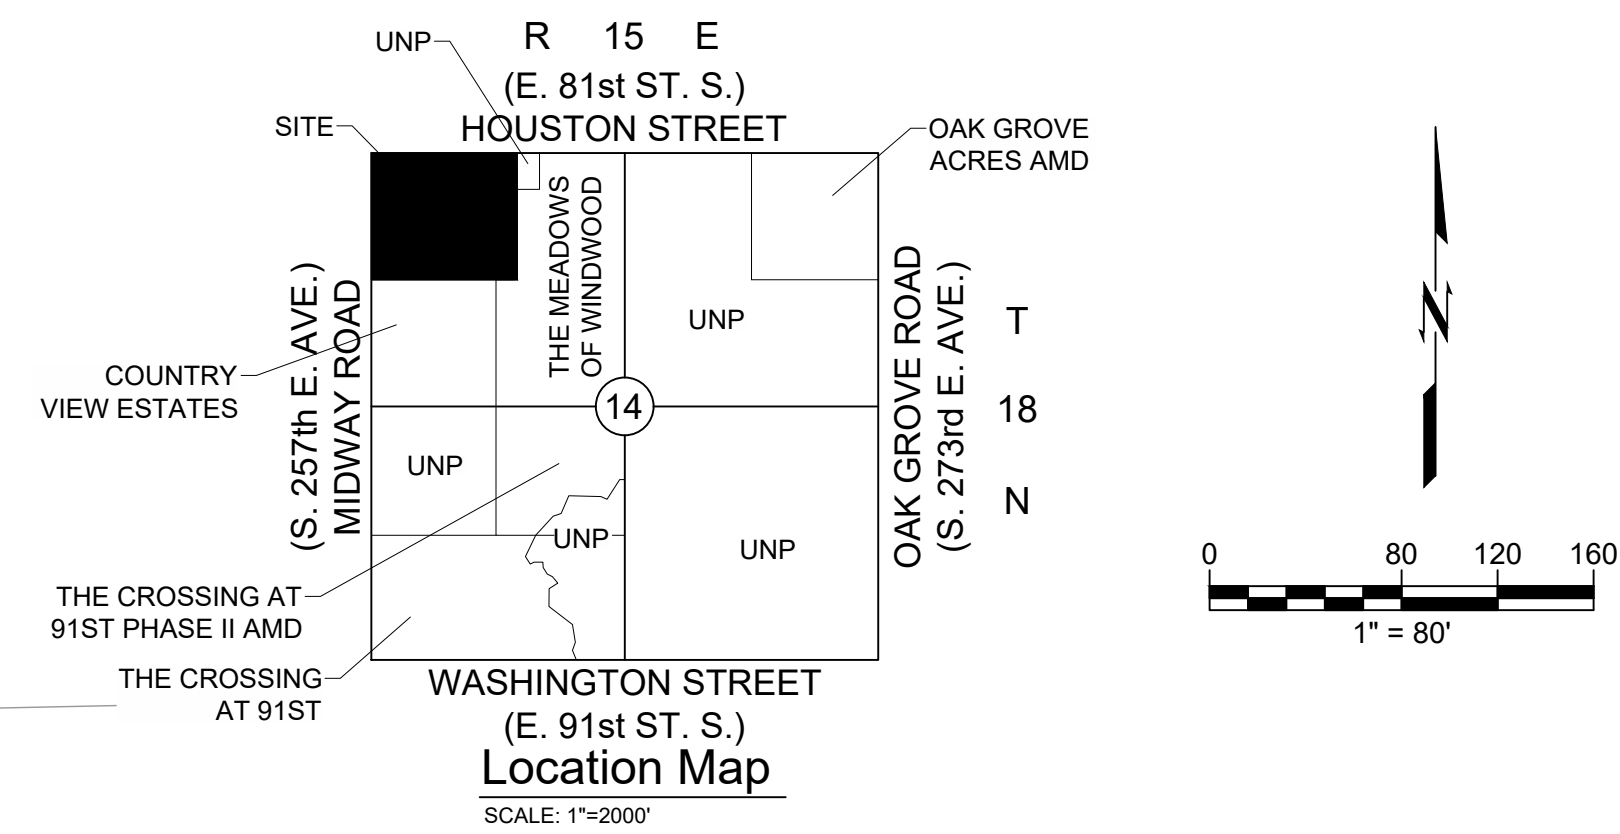 UNP
R 15 E
(E. 81st ST. S.)
HOUSTON STREET
SITE
OAK GROVE
ACRES AMD
THE MEADOWS
OF WINDWOOD
(S. 257th E. AVE.)
MIDWAY ROAD
UNP
OAK GROVE ROAD
(S. 273rd E. AVE.)
T
18
N
N
COUNTRY
VIEW ESTATES
14
UNP
UNP
UNP
THE CROSSING AT
91ST PHASE II AMD
THE CROSSING
AT 91ST
WASHINGTON STREET
(E. 91st ST. S.)
Location Map
SCALE: 1"=2000'
0 80 120 160
1" = 80'